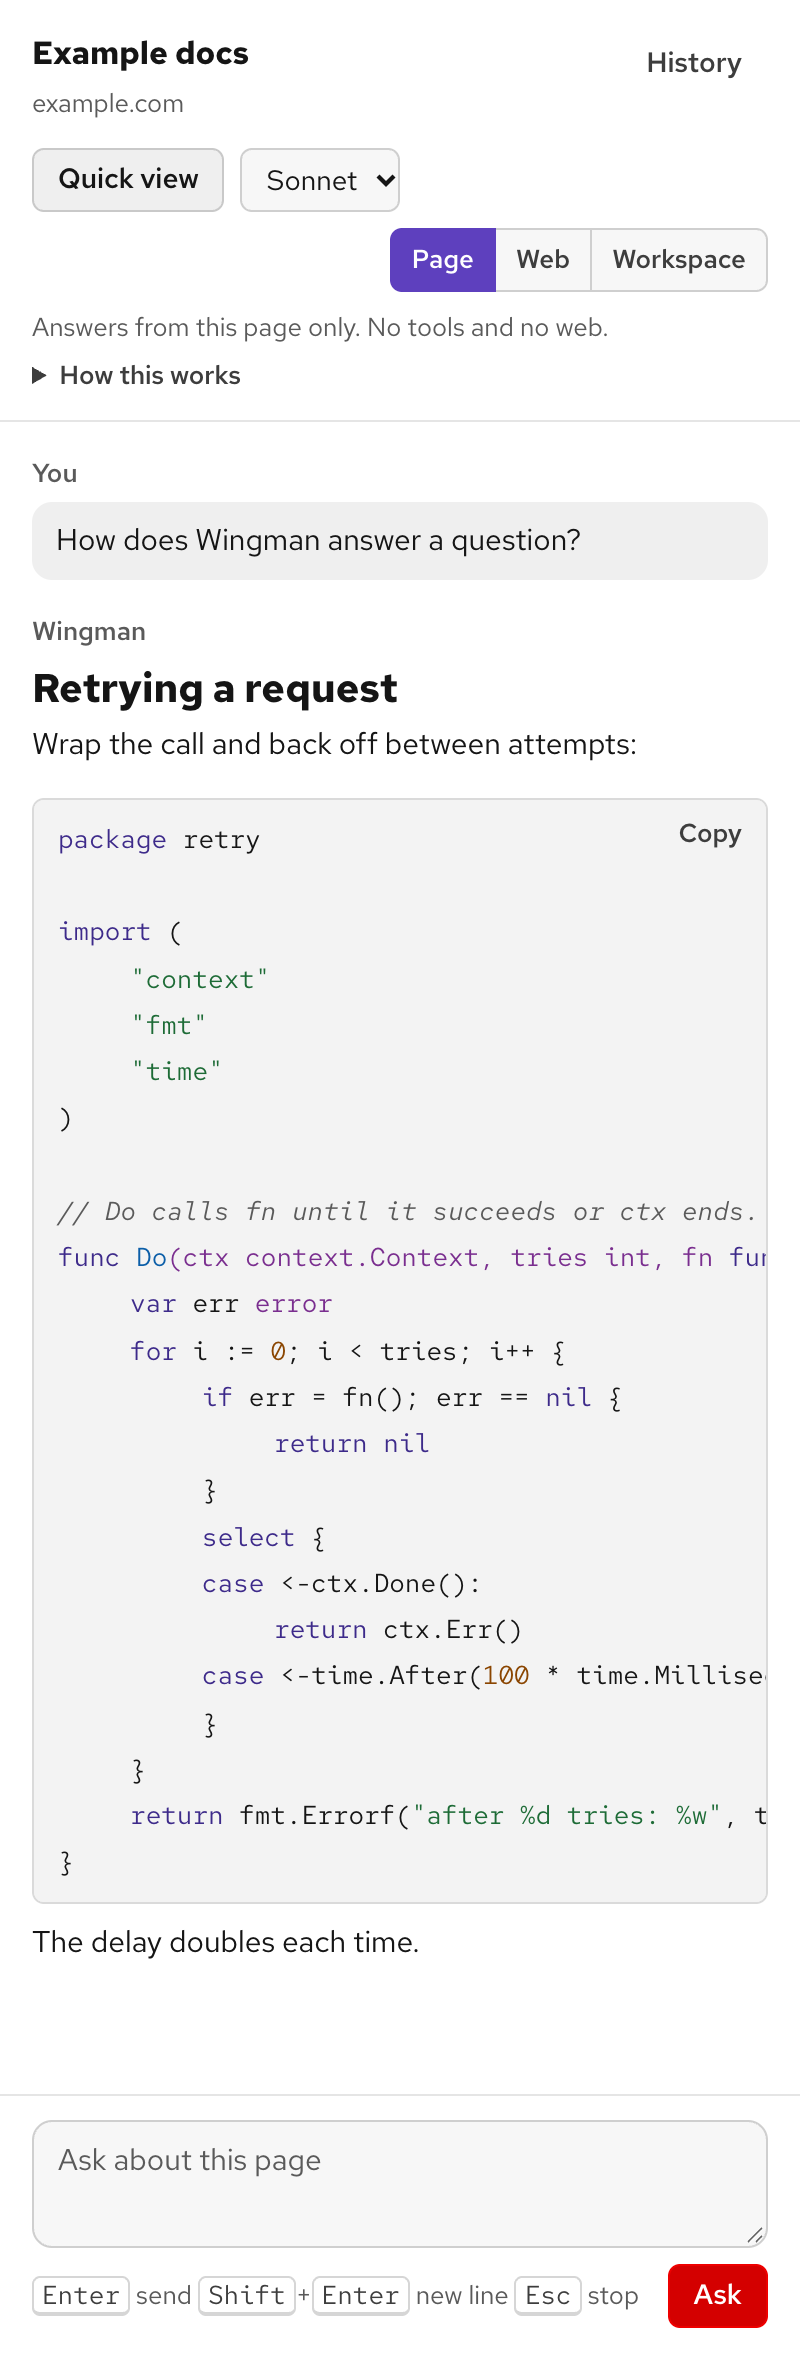 Example docs
History
example.com
Quick view
Sonnet
Page
Web
Workspace
Answers from this page only. No tools and no web.
How this works
You
How does Wingman answer a question?
Wingman
Retrying a request
Wrap the call and back off between attempts:
Copy
package retry
import (
"context"
"fmt"
"time"
)
// Do calls fn until it succeeds or ctx ends.
func Do(ctx context.Context, tries int, fn
var err error
for i := 0; i < tries; i++ {
if err = fn(); err == nil {
return nil
}
select {
case <-ctx.Done():
return ctx.Err()
case <-time.After(100 * time.
}
}
return fmt.Errorf("after %d tries: %w",
}
The delay doubles each time.
Ask about this page
Enter send Shift+Enter new line Esc stop
Ask